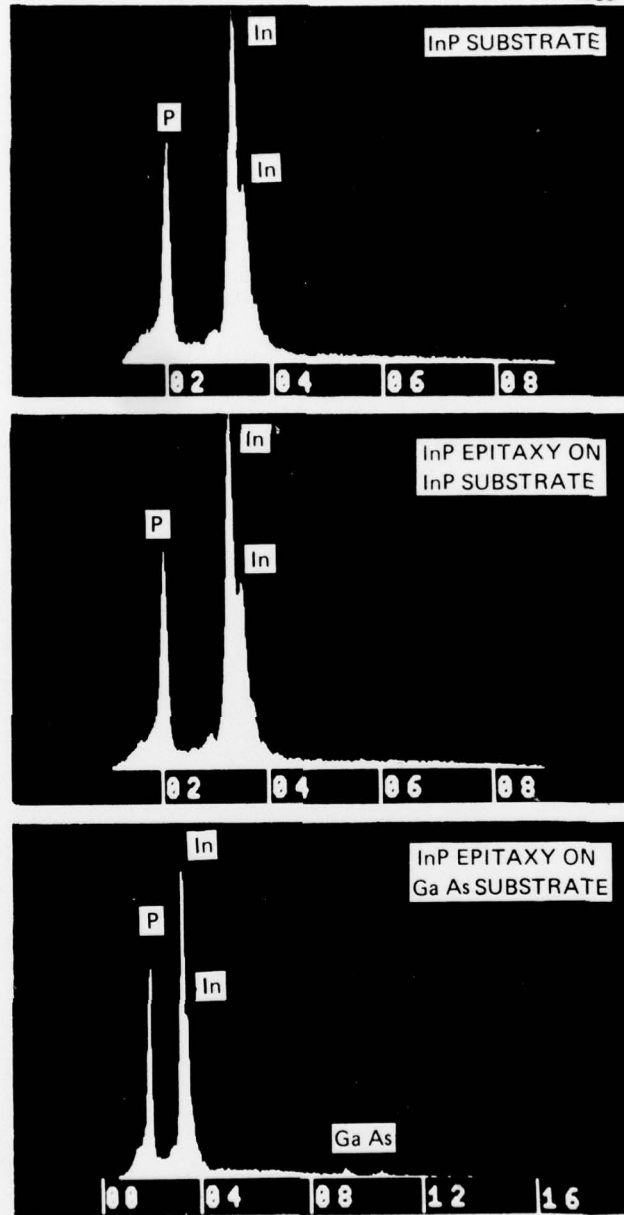 In
InP SUBSTRATE
P
In
02 04 06 08
In
InP EPITAXY ON
InP SUBSTRATE
P
In
02 04 06 08
In
InP EPITAXY ON
Ga As SUBSTRATE
P
In
Ga As
00 04 08 12 16